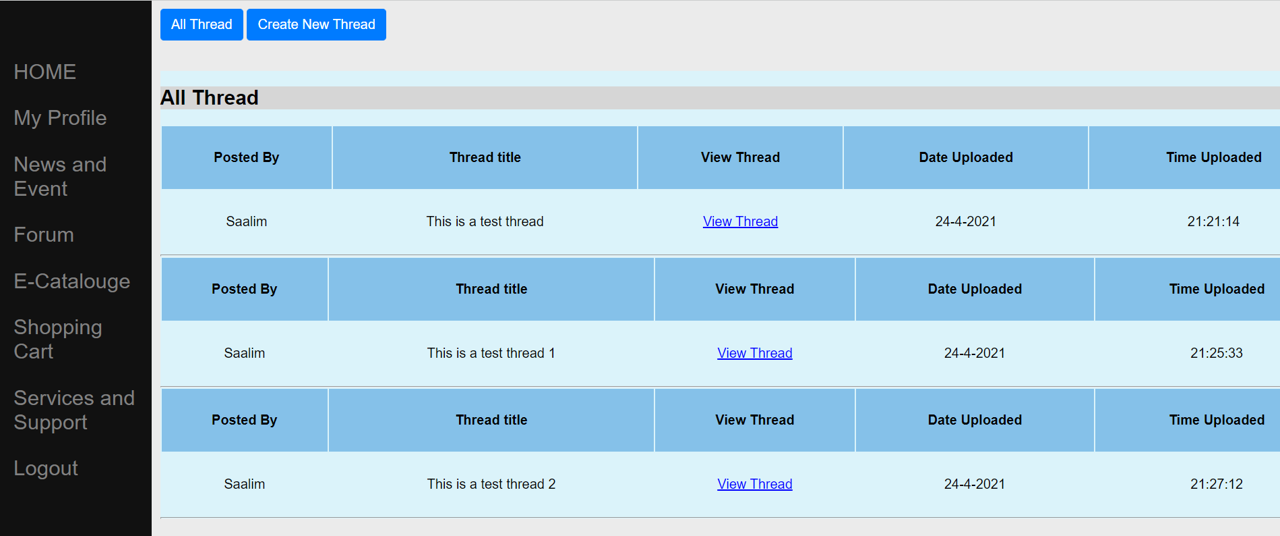 All Thread Create New Thread
HOME
My Profile
News and
Event
Forum
E-Catalouge
Shopping
Cart
Services and
Support
Logout
All Thread
Posted By Thread title View Thread Date Uploaded Time Uploaded
Saalim This is a test thread View Thread 24-4-2021 21:21:14
Posted By Thread title View Thread Date Uploaded Time Uploaded
Saalim This is a test thread 1 View Thread 24-4-2021 21:25:33
Posted By Thread title View Thread Date Uploaded Time Uploaded
Saalim This is a test thread 2 View Thread 24-4-2021 21:27:12